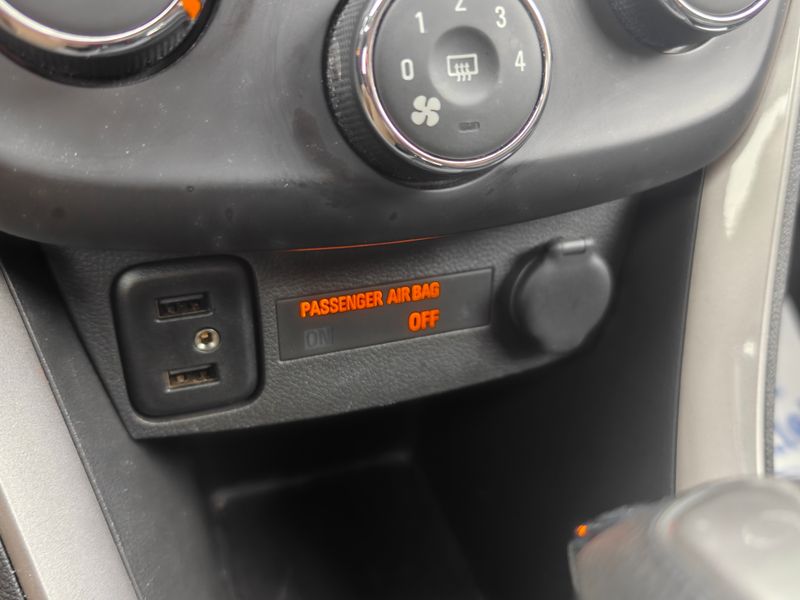 0 1 2 3 4
PASSENGER AIR BAG
ON OFF